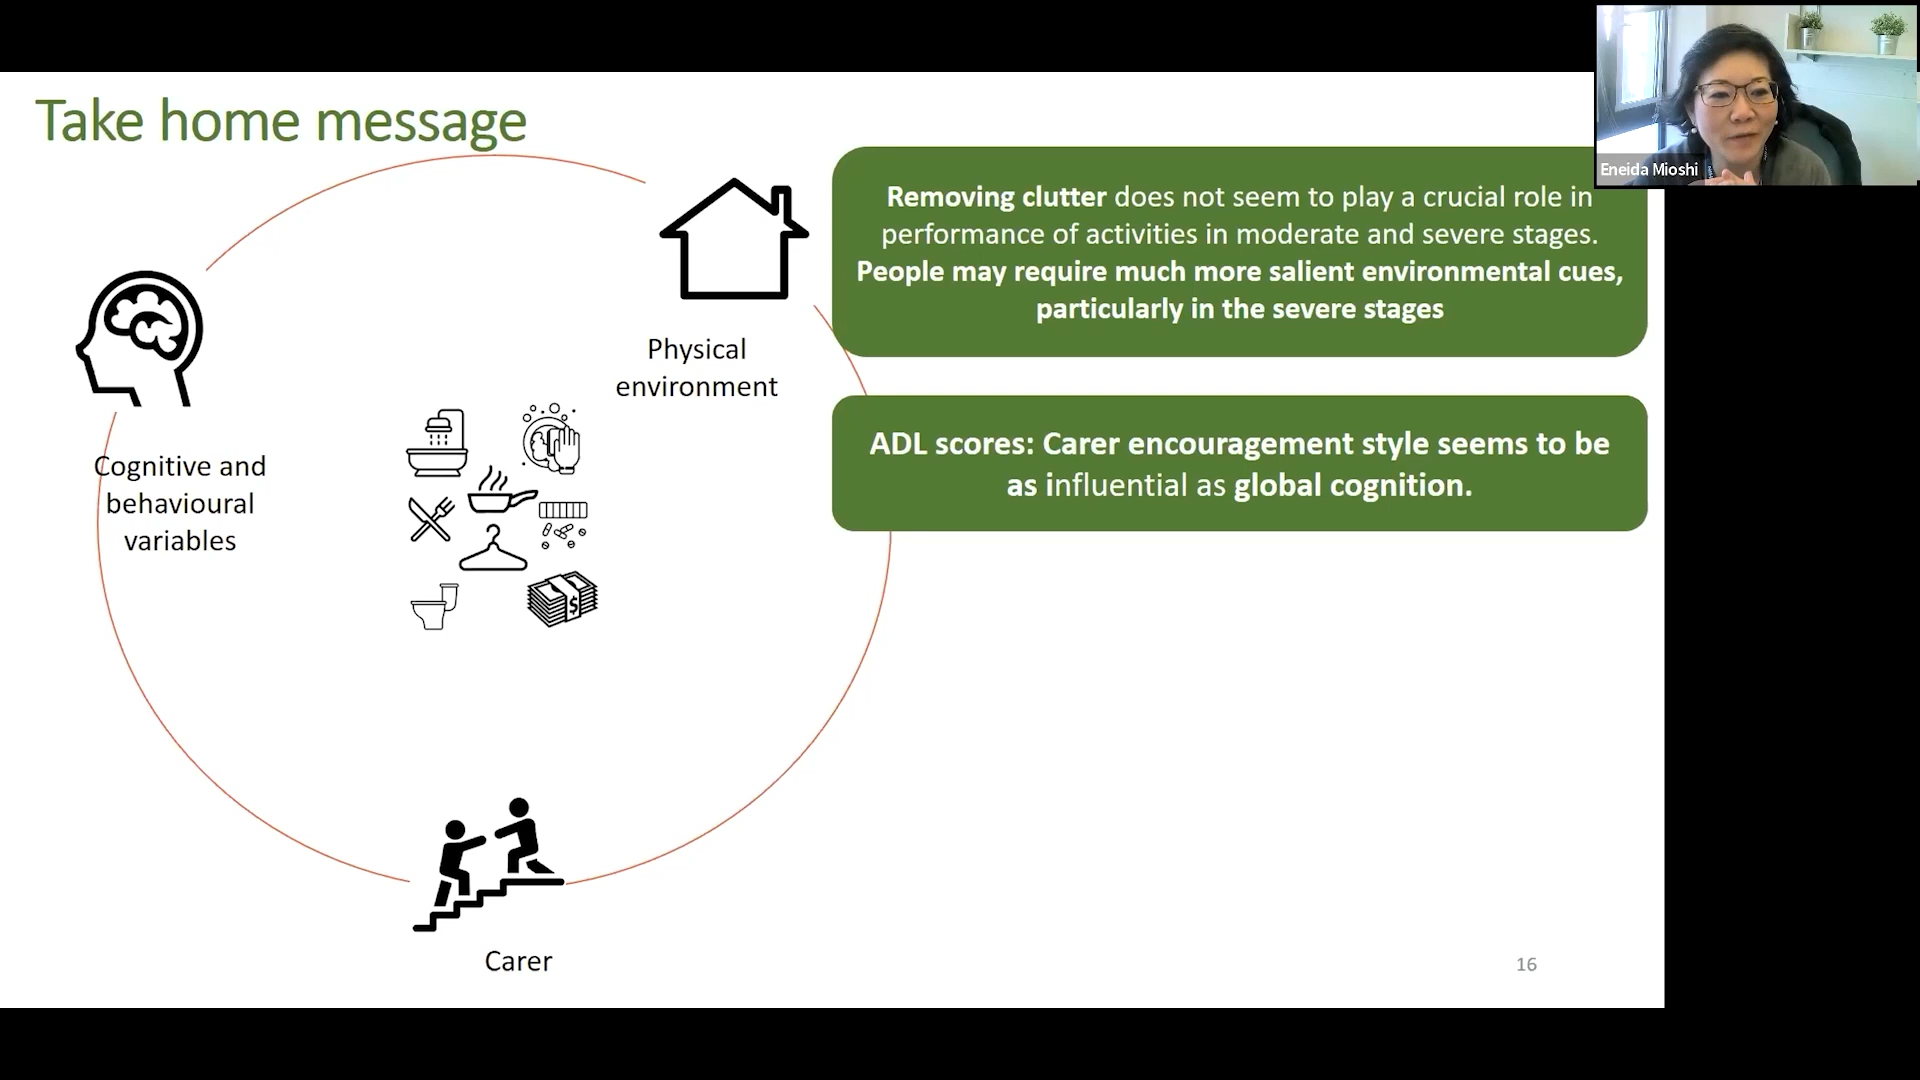 Take home message
Eneida Mioshi
Removing clutter does not seem to play a crucial role in
performance of activities in moderate and severe stages.
People may require much more salient environmental cues,
particularly in the severe stages
Physical
environment
ADL scores: Carer encouragement style seems to be
as influential as global cognition.
Cognitive and
behavioural
variables
$
Carer
16